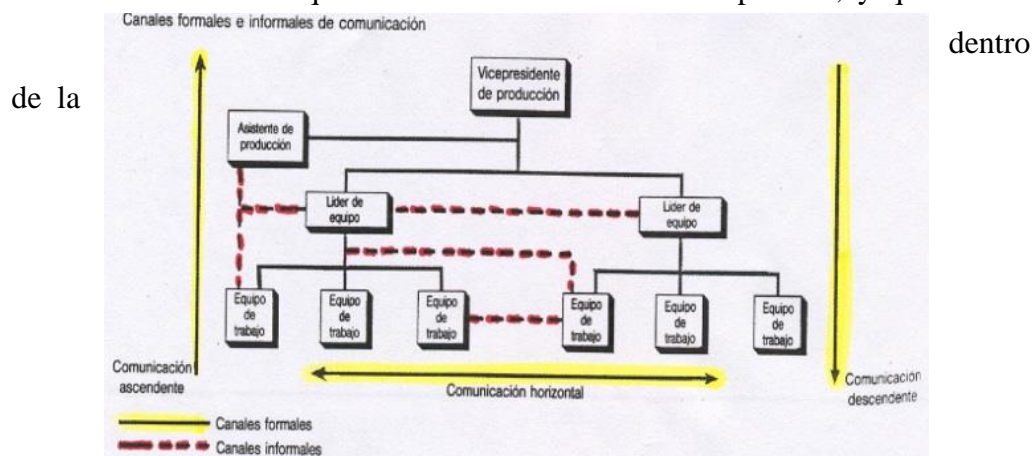 Canales formales e informales de comunicación
dentro
de la
Vicepresidente
de producción
Asistente de
producción
Lider de
equipo
Lider de
equipo
Equipo
de
trabajo
Equipo
de
trabajo
Equipo
de
trabajo
Equipo
de
trabajo
Equipo
de
trabajo
Equipo
de
trabajo
Comunicación
ascendente
Comunicación horizontal
Comunicación
descendente
Canales formales
Canales informales